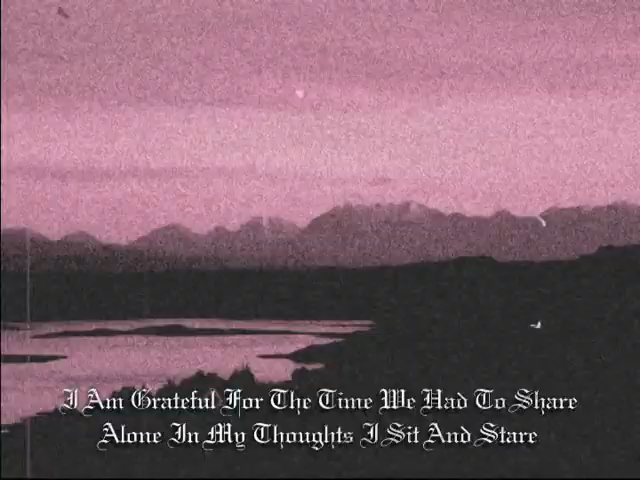 I Am Grateful For The Time We Had To Share
Alone In My Thoughts I Sit And Stare